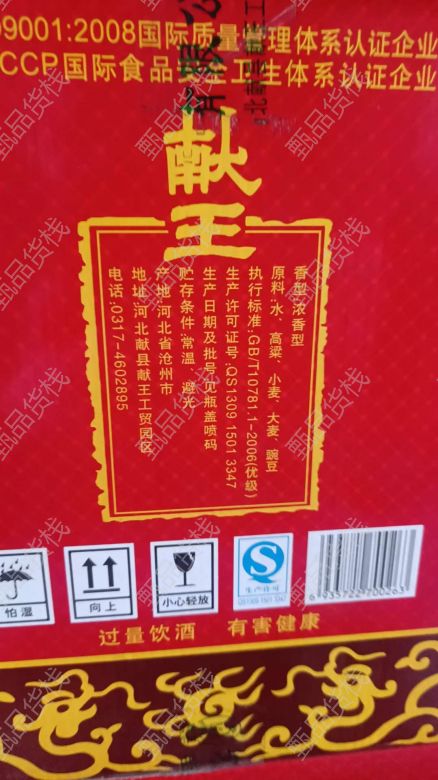 9001:2008国际质量管理体系认证企业
CCP国际食品安全卫生体系认证企业
献王
香型:浓香型
原料:水、高粱、小麦、大麦、豌豆
执行标准:GB/T10781.1-2006(优级)
生产许可证号:QS1309 1501 3347
生产日期及批号:见瓶盖喷码
贮存条件:常温、避光
产地:河北省沧州市
地址:河北献县献王工贸园区
电话:0317-4602895
怕湿
向上
小心轻放
生产许可
QS1309 1501 3347
过量饮酒 有害健康
甄品货栈